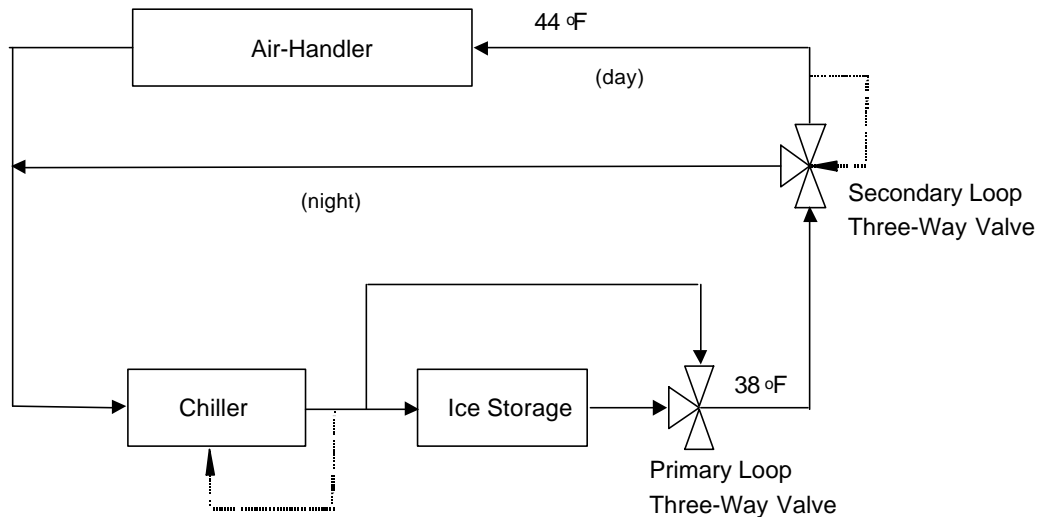 44 °F
Air-Handler
(day)
(night)
Secondary Loop
Three-Way Valve
Chiller
Ice Storage
38 °F
Primary Loop
Three-Way Valve